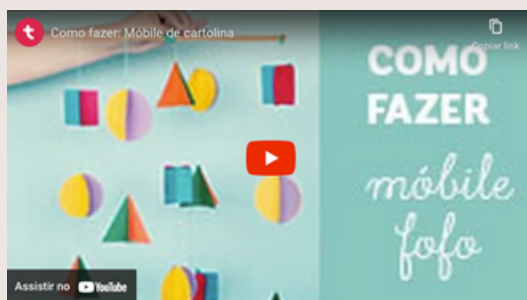 t
Como fazer: Móbile de cartolina
Copiar link
COMO
FAZER
móbile
fofo
Assistir no YouTube